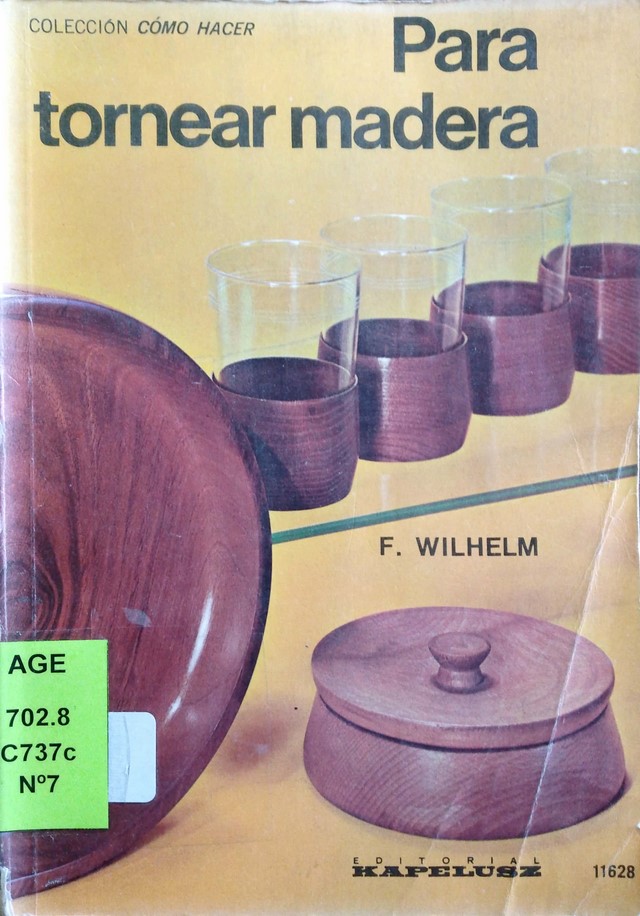 COLECCIÓN CÓMO HACER
Para
tornear madera
F. WILHELM
AGE
702.8
C737c
Nº7
EDITORIAL
KAPELUSZ
11628